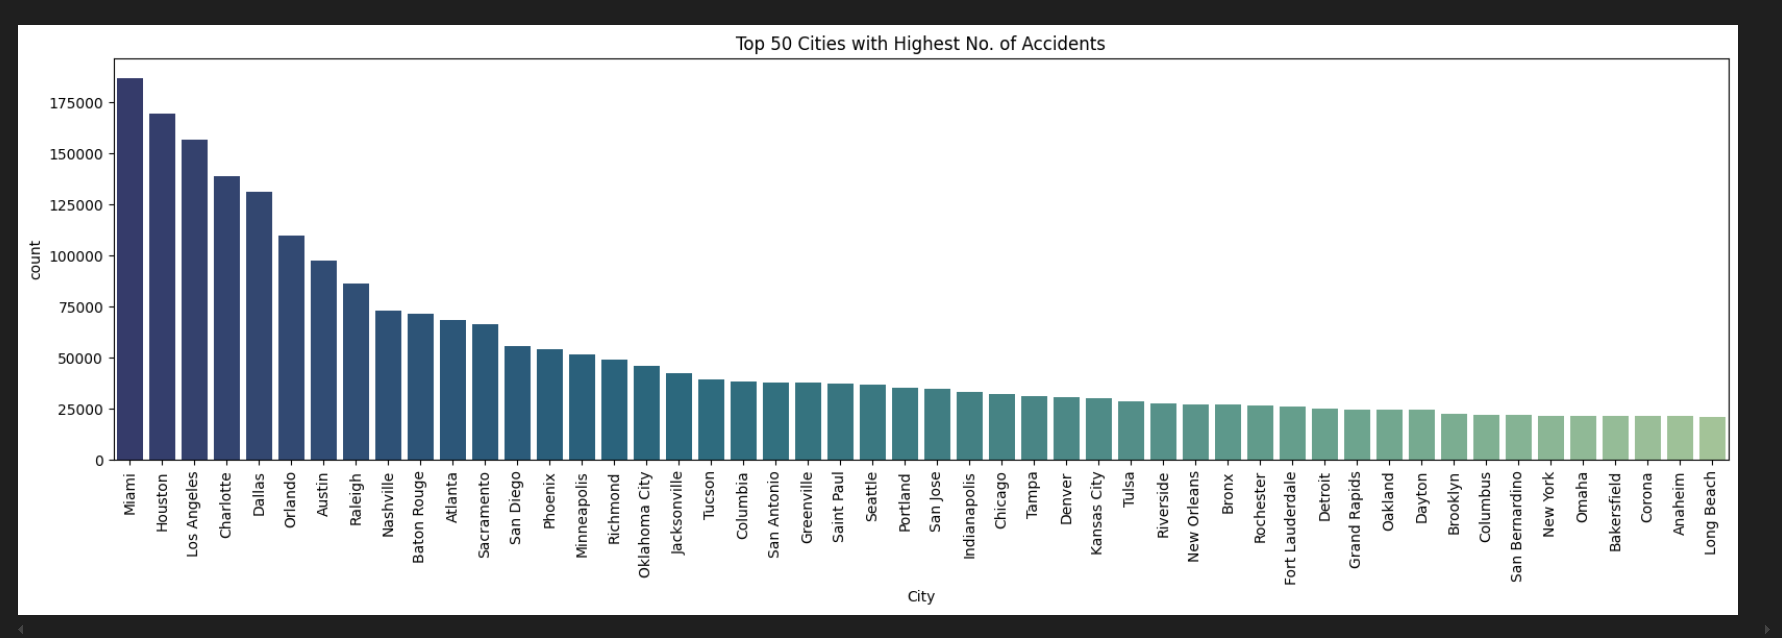 Top 50 Cities with Highest No. of Accidents
175000
150000
125000
100000
75000
50000
25000
0
count
Miami
Houston
Los Angeles
Charlotte
Dallas
Orlando
Austin
Raleigh
Nashville
Baton Rouge
Atlanta
Sacramento
San Diego
Phoenix
Minneapolis
Richmond
Oklahoma City
Jacksonville
Tucson
Columbia
San Antonio
Greenville
Saint Paul
Seattle
Portland
San Jose
Indianapolis
Chicago
Tampa
Denver
Kansas City
Tulsa
Riverside
New Orleans
Bronx
Rochester
Fort Lauderdale
Detroit
Grand Rapids
Oakland
Dayton
Brooklyn
Columbus
San Bernardino
New York
Omaha
Bakersfield
Corona
Anaheim
Long Beach
City